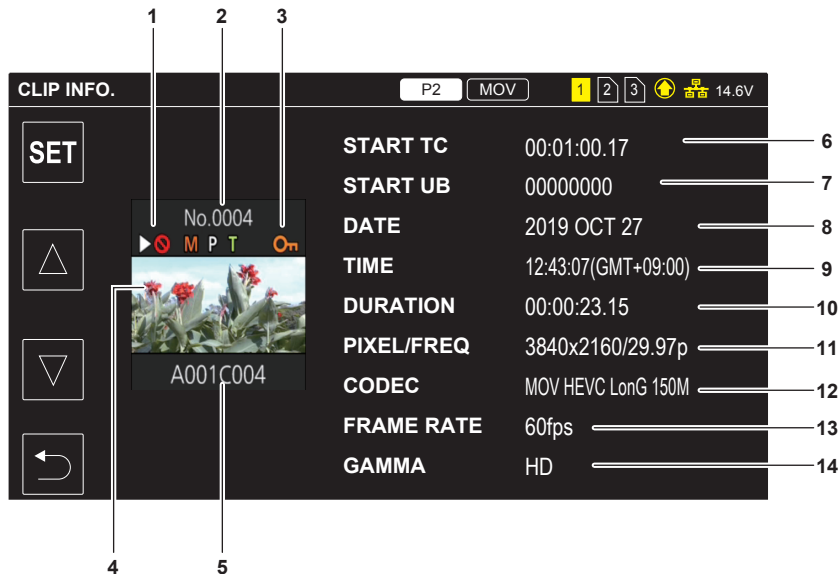 1 2 3
CLIP INFO. P2 MOV 1 2 3 14.6V
SET
No.0004
M P T
A001C004
START TC 00:01:00.17 6
START UB 00000000 7
DATE 2019 OCT 27 8
TIME 12:43:07(GMT+09:00) 9
DURATION 00:00:23.15 10
PIXEL/FREQ 3840x2160/29.97p 11
CODEC MOV HEVC LonG 150M 12
FRAME RATE 60fps 13
GAMMA HD 14
4 5